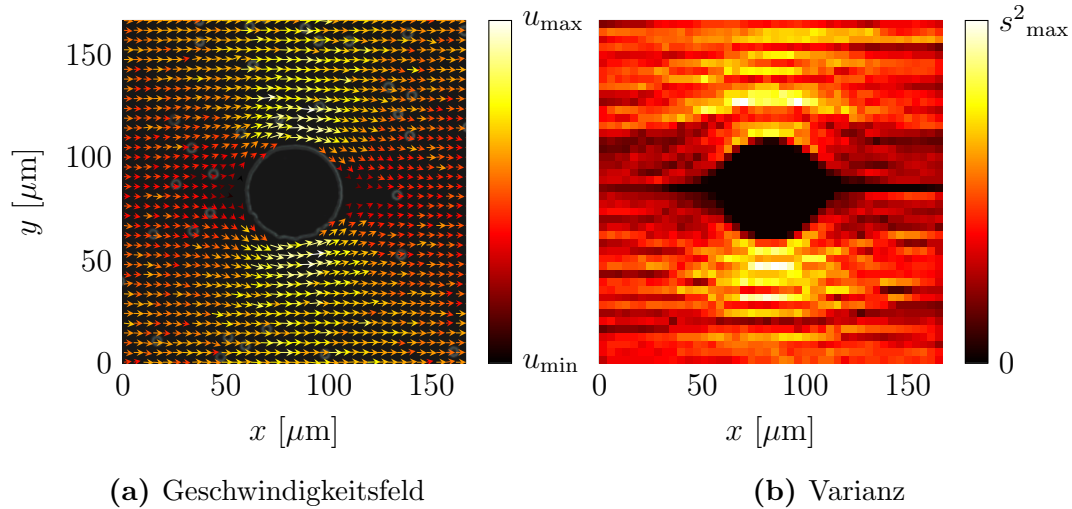 u_max
s²_max
150
y [μm]
100
50
0
u_min
0
0 50 100 150
0 50 100 150
x [μm]
x [μm]
(a) Geschwindigkeitsfeld
(b) Varianz